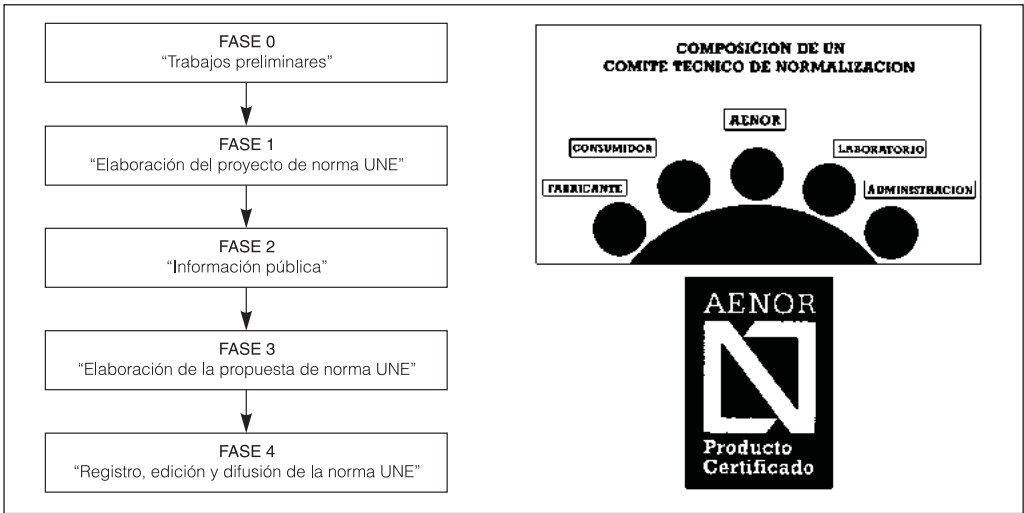 FASE 0
“Trabajos preliminares”
FASE 1
“Elaboración del proyecto de norma UNE”
FASE 2
“Información pública”
FASE 3
“Elaboración de la propuesta de norma UNE”
FASE 4
“Registro, edición y difusión de la norma UNE”
COMPOSICION DE UN
COMITE TECNICO DE NORMALIZACION
AENOR
CONSUMIDOR
LABORATORIO
FABRICANTE
ADMINISTRACION
AENOR
Producto
Certificado